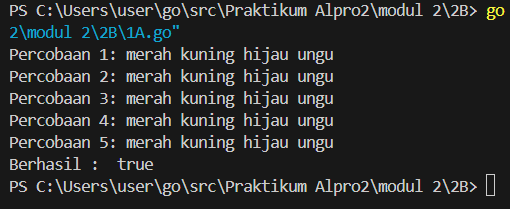 PS C:\Users\user\go\src\Praktikum Alpro2\modul 2\2B> go
2\modul 2\2B\1A.go"
Percobaan 1: merah kuning hijau ungu
Percobaan 2: merah kuning hijau ungu
Percobaan 3: merah kuning hijau ungu
Percobaan 4: merah kuning hijau ungu
Percobaan 5: merah kuning hijau ungu
Berhasil :  true
PS C:\Users\user\go\src\Praktikum Alpro2\modul 2\2B>